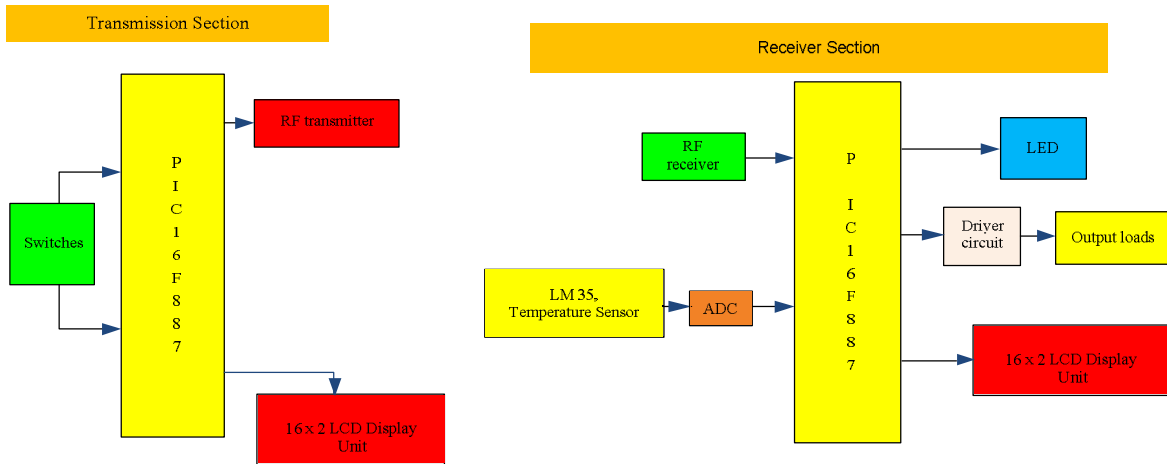 Transmission Section
RF transmitter
P
I
C
1
6
F
8
8
7
Switches
16 x 2 LCD Display
Unit
Receiver Section
RF
receiver
LM 35,
Temperature Sensor
ADC
P
I C
1
6
F
8
8
7
LED
Driver
circuit
Output loads
16 x 2 LCD Display
Unit